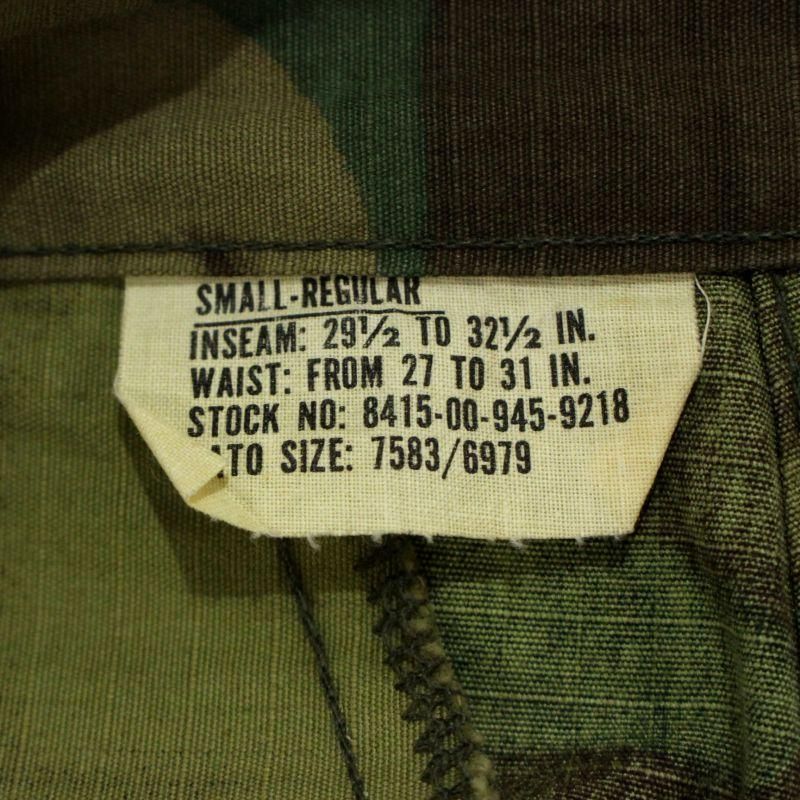 SMALL-REGULAR
INSEAM: 29½ TO 32½ IN.
WAIST: FROM 27 TO 31 IN.
STOCK NO: 8415-00-945-9218
ATO SIZE: 7583/6979